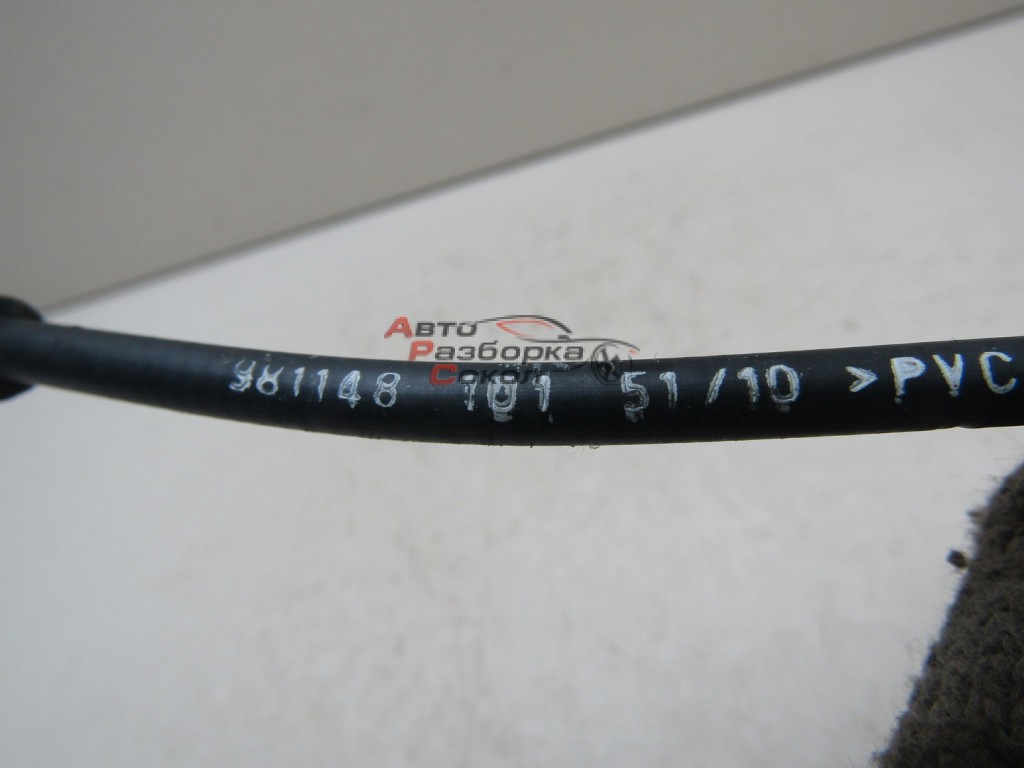 981148 101 51/10 >PVC
Авто
Разборка
Сокол